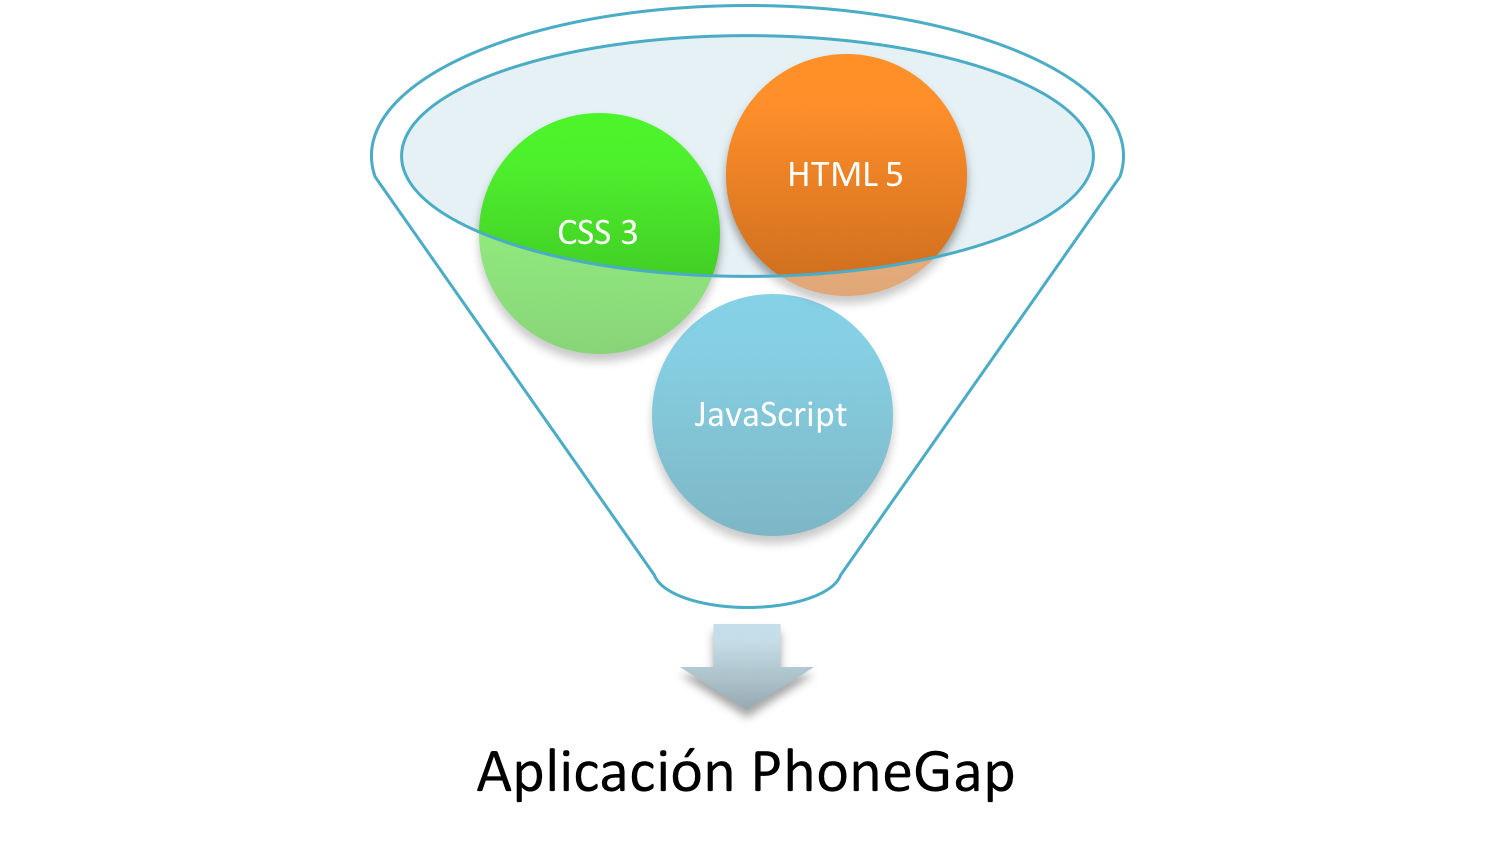 HTML 5
CSS 3
JavaScript
Aplicación PhoneGap